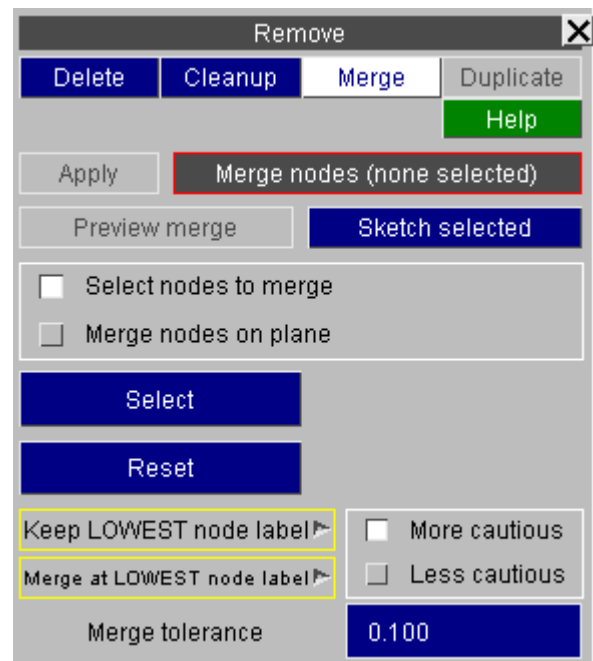 Remove
Delete Cleanup Merge Duplicate
Help
Apply Merge nodes (none selected)
Preview merge Sketch selected
Select nodes to merge
Merge nodes on plane
Select
Reset
Keep LOWEST node label More cautious
Merge at LOWEST node label Less cautious
Merge tolerance 0.100